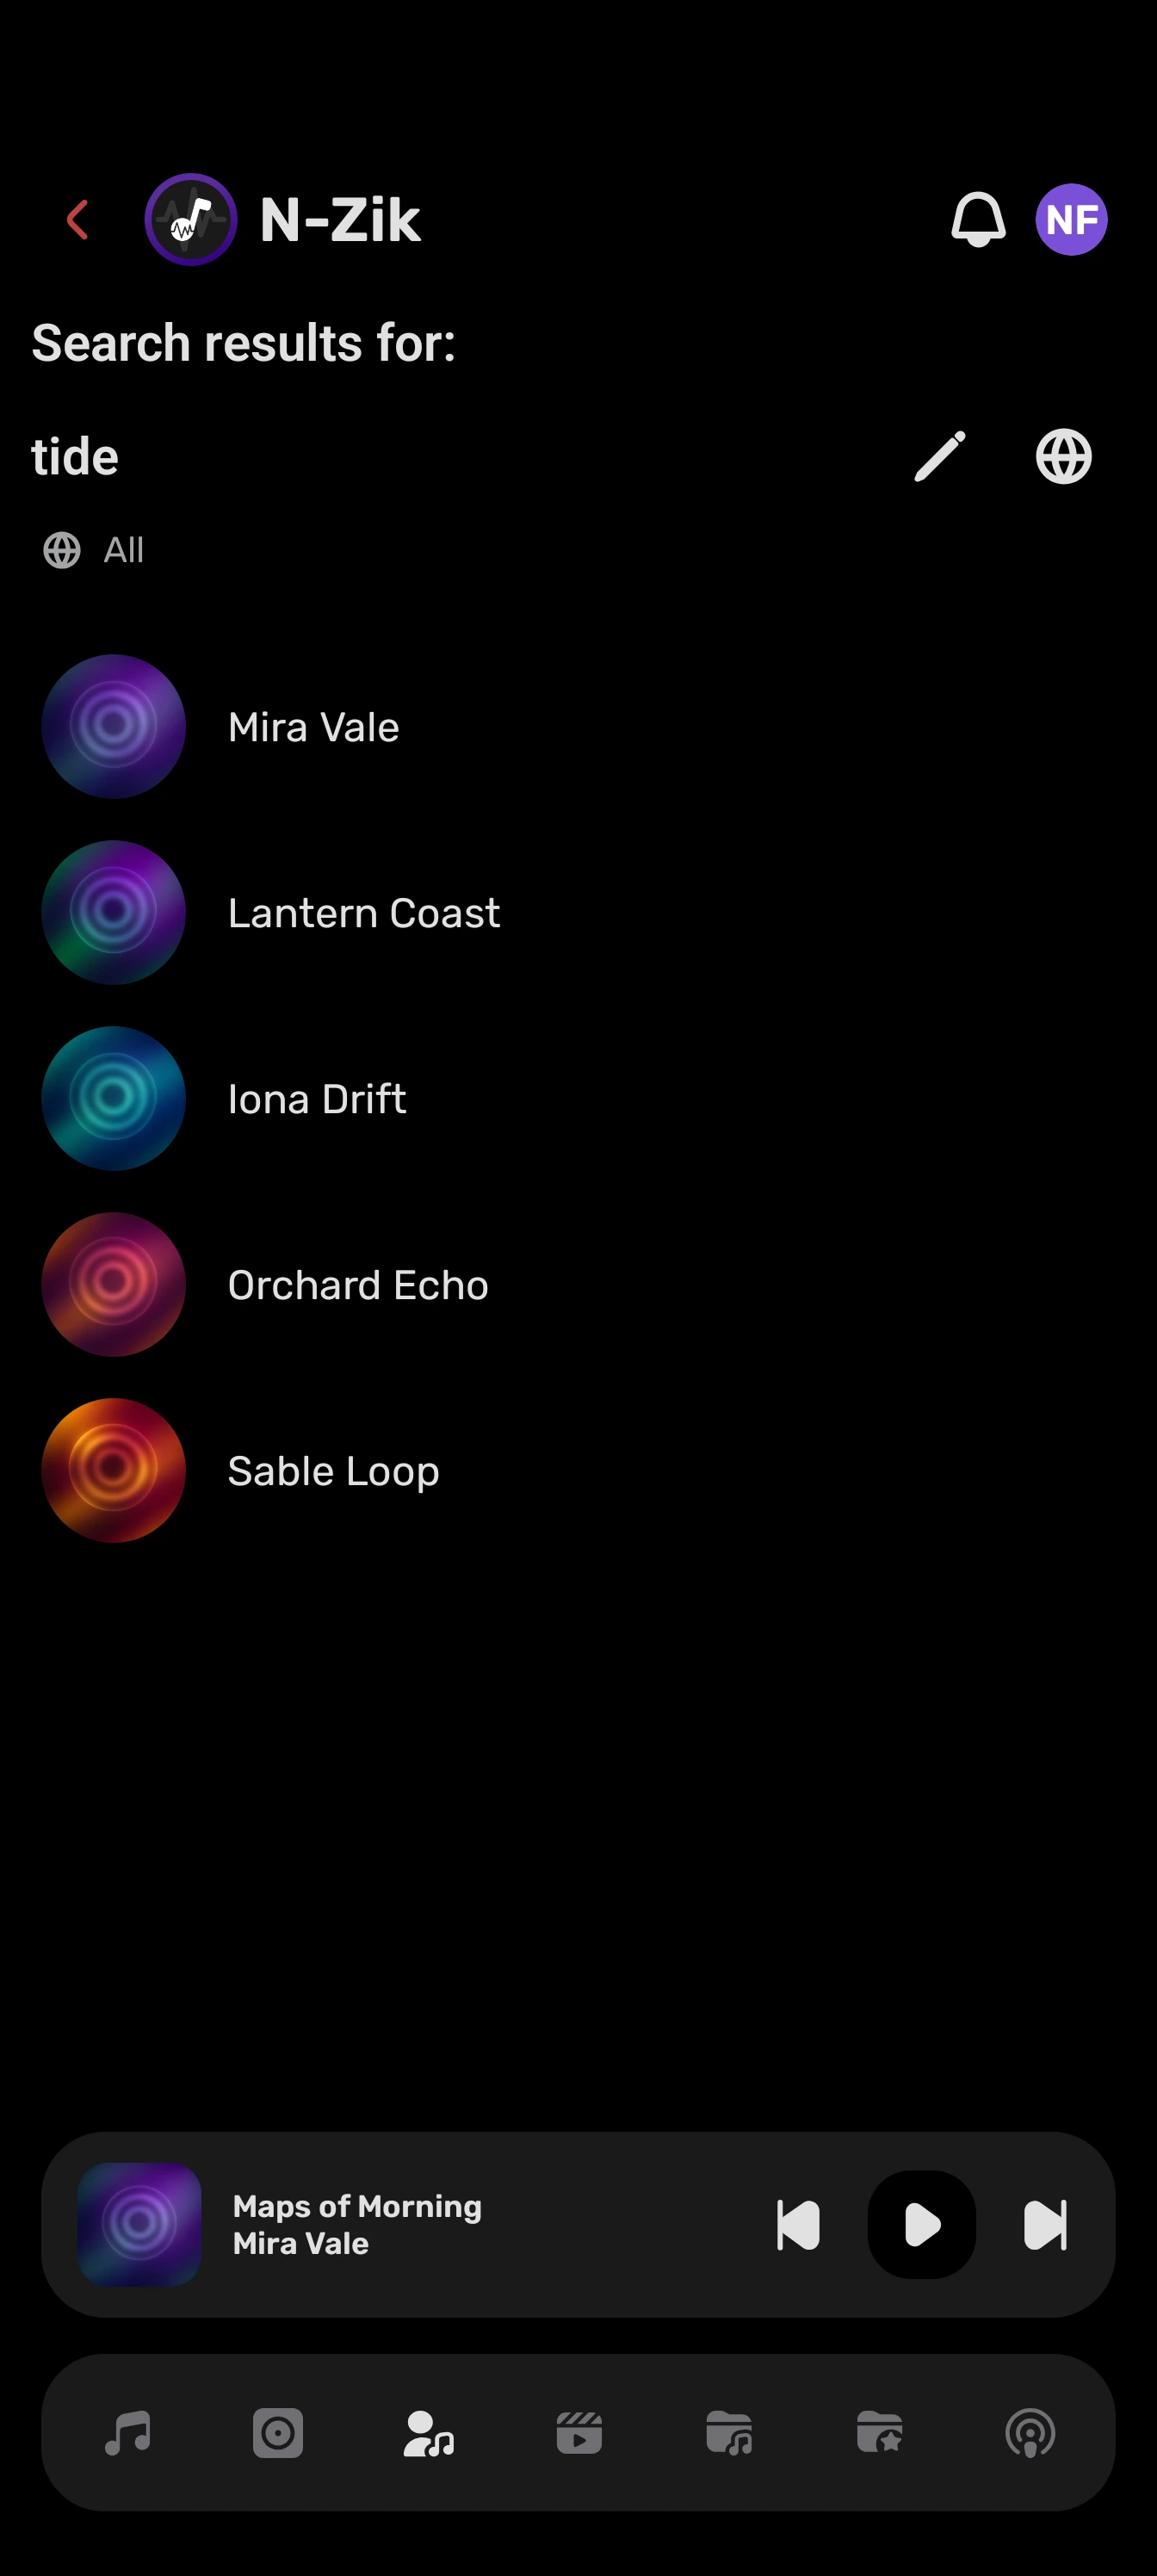 N-Zik
NF
Search results for:
tide
All
Mira Vale
Lantern Coast
Iona Drift
Orchard Echo
Sable Loop
Maps of Morning
Mira Vale